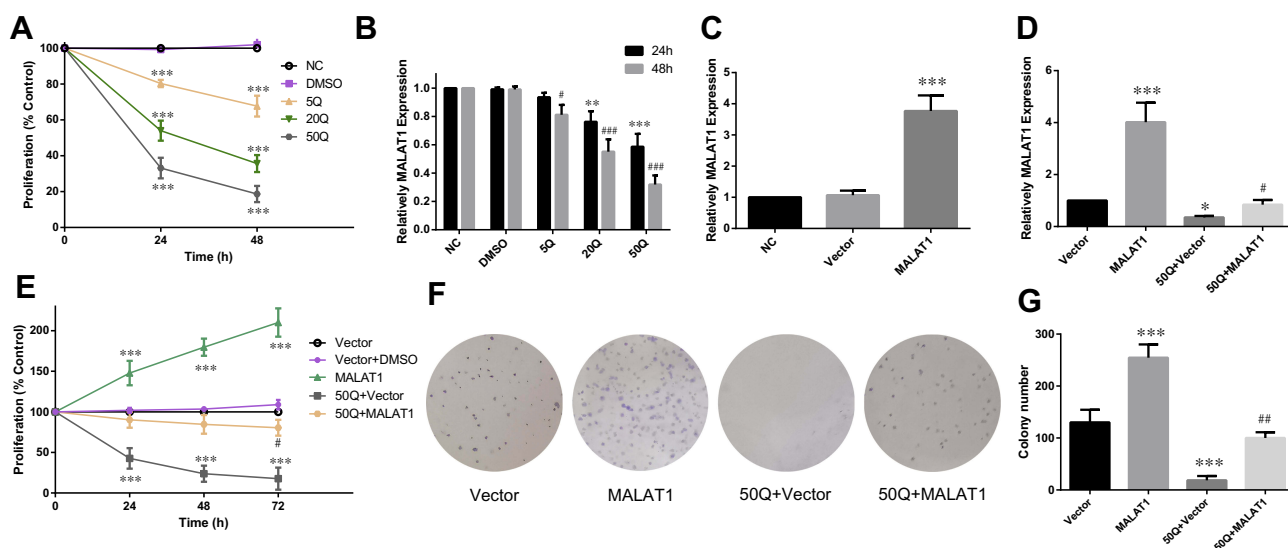 A
Proliferation (% Control)
100
80
60
40
20
0
0
24
48
Time (h)
***
***
***
***
***
***
NC
DMSO
5Q
20Q
50Q
B
Relatively MALAT1 Expression
1.0
0.8
0.6
0.4
0.2
0.0
24h
48h
#
**
###
***
###
NC
DMSO
5Q
20Q
50Q
C
Relatively MALAT1 Expression
5
4
3
2
1
0
***
NC
Vector
MALAT1
D
Relatively MALAT1 Expression
6
4
2
0
***
*
#
Vector
MALAT1
50Q+Vector
50Q+MALAT1
E
Proliferation (% Control)
200
150
100
50
0
0
24
48
72
Time (h)
***
***
***
#
***
***
***
Vector
Vector+DMSO
MALAT1
50Q+Vector
50Q+MALAT1
F
Vector
MALAT1
50Q+Vector
50Q+MALAT1
G
Colony number
300
200
100
0
***
***
##
Vector
MALAT1
50Q+Vector
50Q+MALAT1